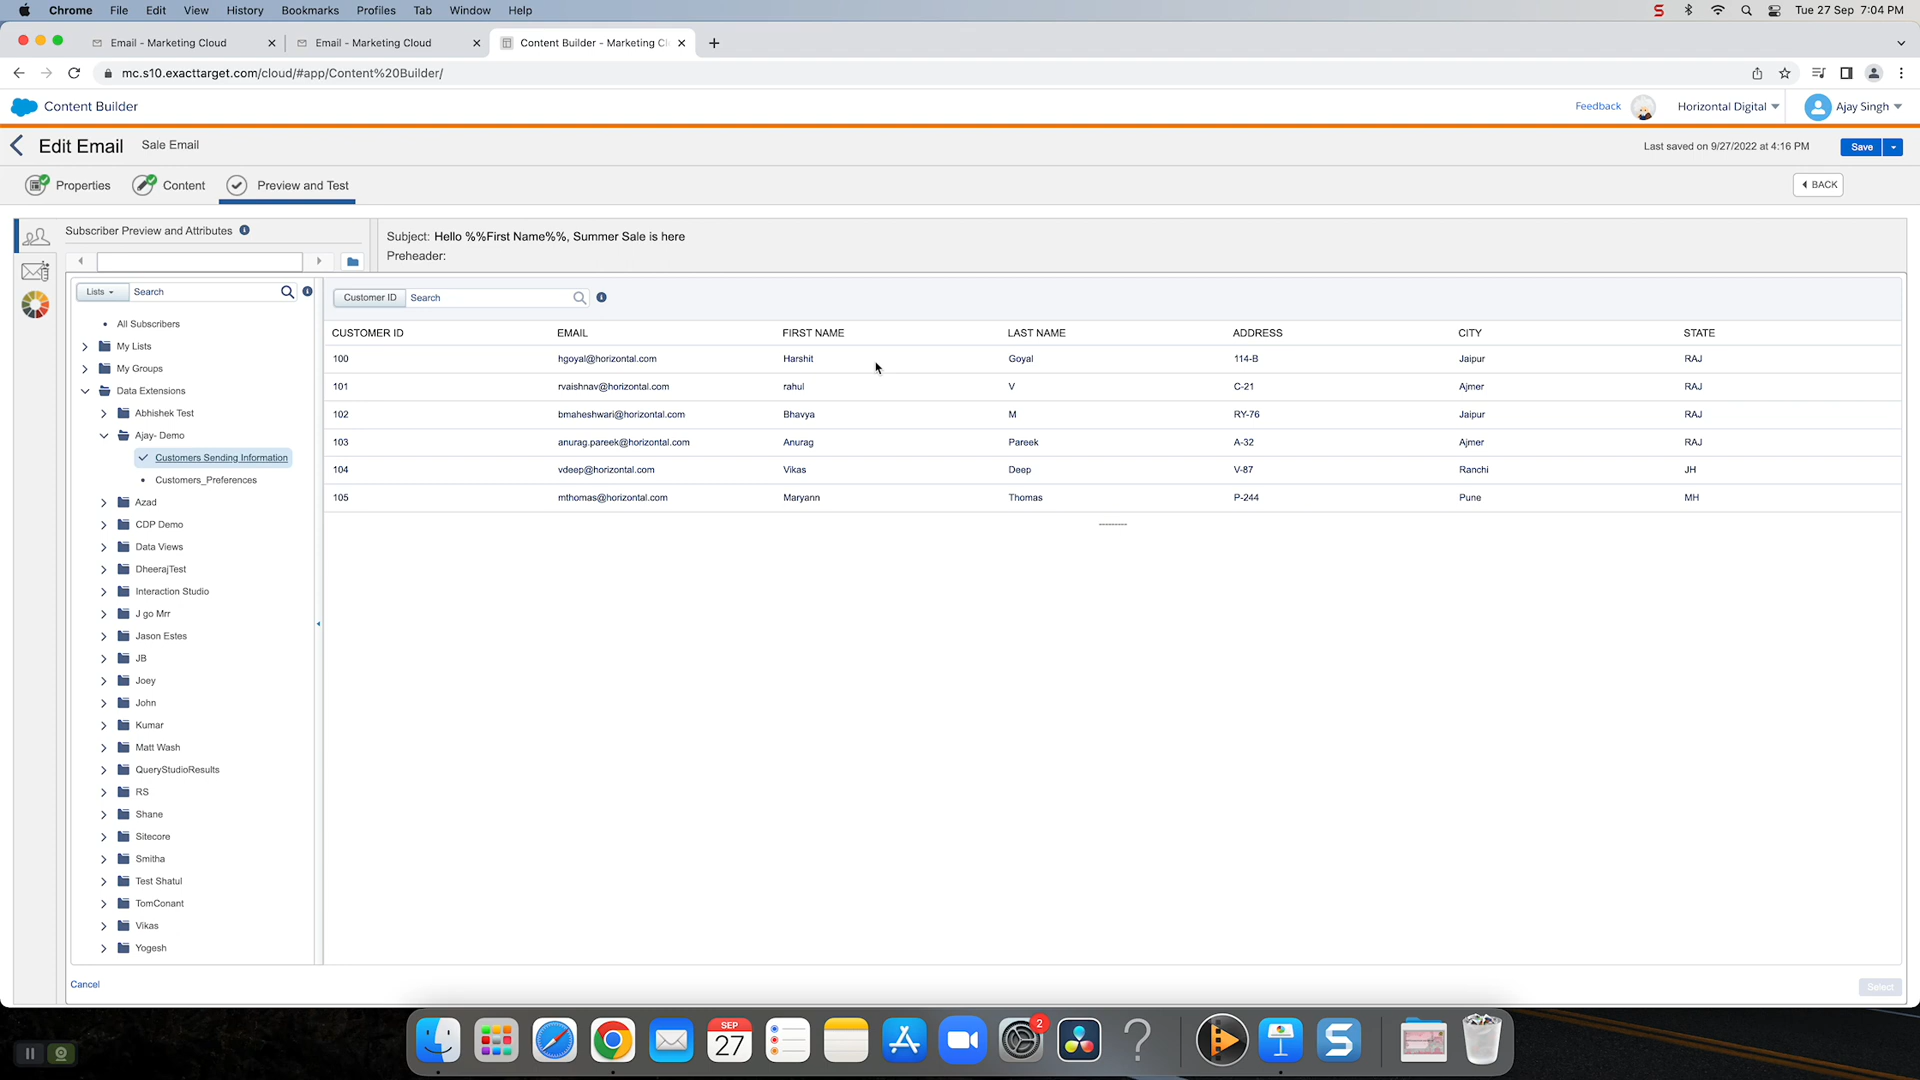 Chrome File Edit View History Bookmarks Profiles Tab Window Help
S Tue 27 Sep 7:04 PM
Email - Marketing Cloud Email - Marketing Cloud Content Builder - Marketing Cl
mc.s10.exacttarget.com/cloud/#app/Content%20Builder/
Content Builder Feedback Horizontal Digital Ajay Singh
Edit Email Sale Email Last saved on 9/27/2022 at 4:16 PM Save
Properties Content Preview and Test BACK
Subscriber Preview and Attributes
Subject: Hello %%First Name%%, Summer Sale is here
Preheader:
Lists Search
Customer ID Search
All Subscribers
My Lists
My Groups
Data Extensions
Abhishek Test
Ajay- Demo
Customers Sending Information
Customers_Preferences
Azad
CDP Demo
Data Views
DheerajTest
Interaction Studio
J go Mrr
Jason Estes
JB
Joey
John
Kumar
Matt Wash
QueryStudioResults
RS
Shane
Sitecore
Smitha
Test Shatul
TomConant
Vikas
Yogesh
CUSTOMER ID EMAIL FIRST NAME LAST NAME ADDRESS CITY STATE
100 hgoyal@horizontal.com Harshit Goyal 114-B Jaipur RAJ
101 rvaishnav@horizontal.com rahul V C-21 Ajmer RAJ
102 bmaheshwari@horizontal.com Bhavya M RY-76 Jaipur RAJ
103 anurag.pareek@horizontal.com Anurag Pareek A-32 Ajmer RAJ
104 vdeep@horizontal.com Vikas Deep V-87 Ranchi JH
105 mthomas@horizontal.com Maryann Thomas P-244 Pune MH
Cancel Select
SEP
27
2
?
S